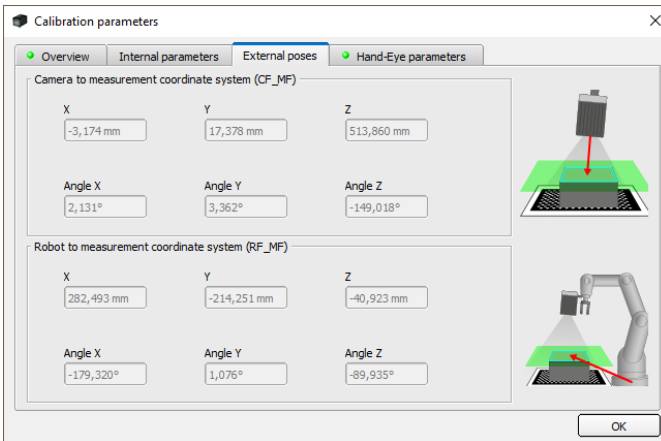 Calibration parameters
Overview Internal parameters External poses Hand-Eye parameters
Camera to measurement coordinate system (CF_MF)
X Y Z
-3,174 mm 17,378 mm 513,860 mm
Angle X Angle Y Angle Z
2,131° 3,362° -149,018°
Robot to measurement coordinate system (RF_MF)
X Y Z
282,493 mm -214,251 mm -40,923 mm
Angle X Angle Y Angle Z
-179,320° 1,076° -89,935°
OK